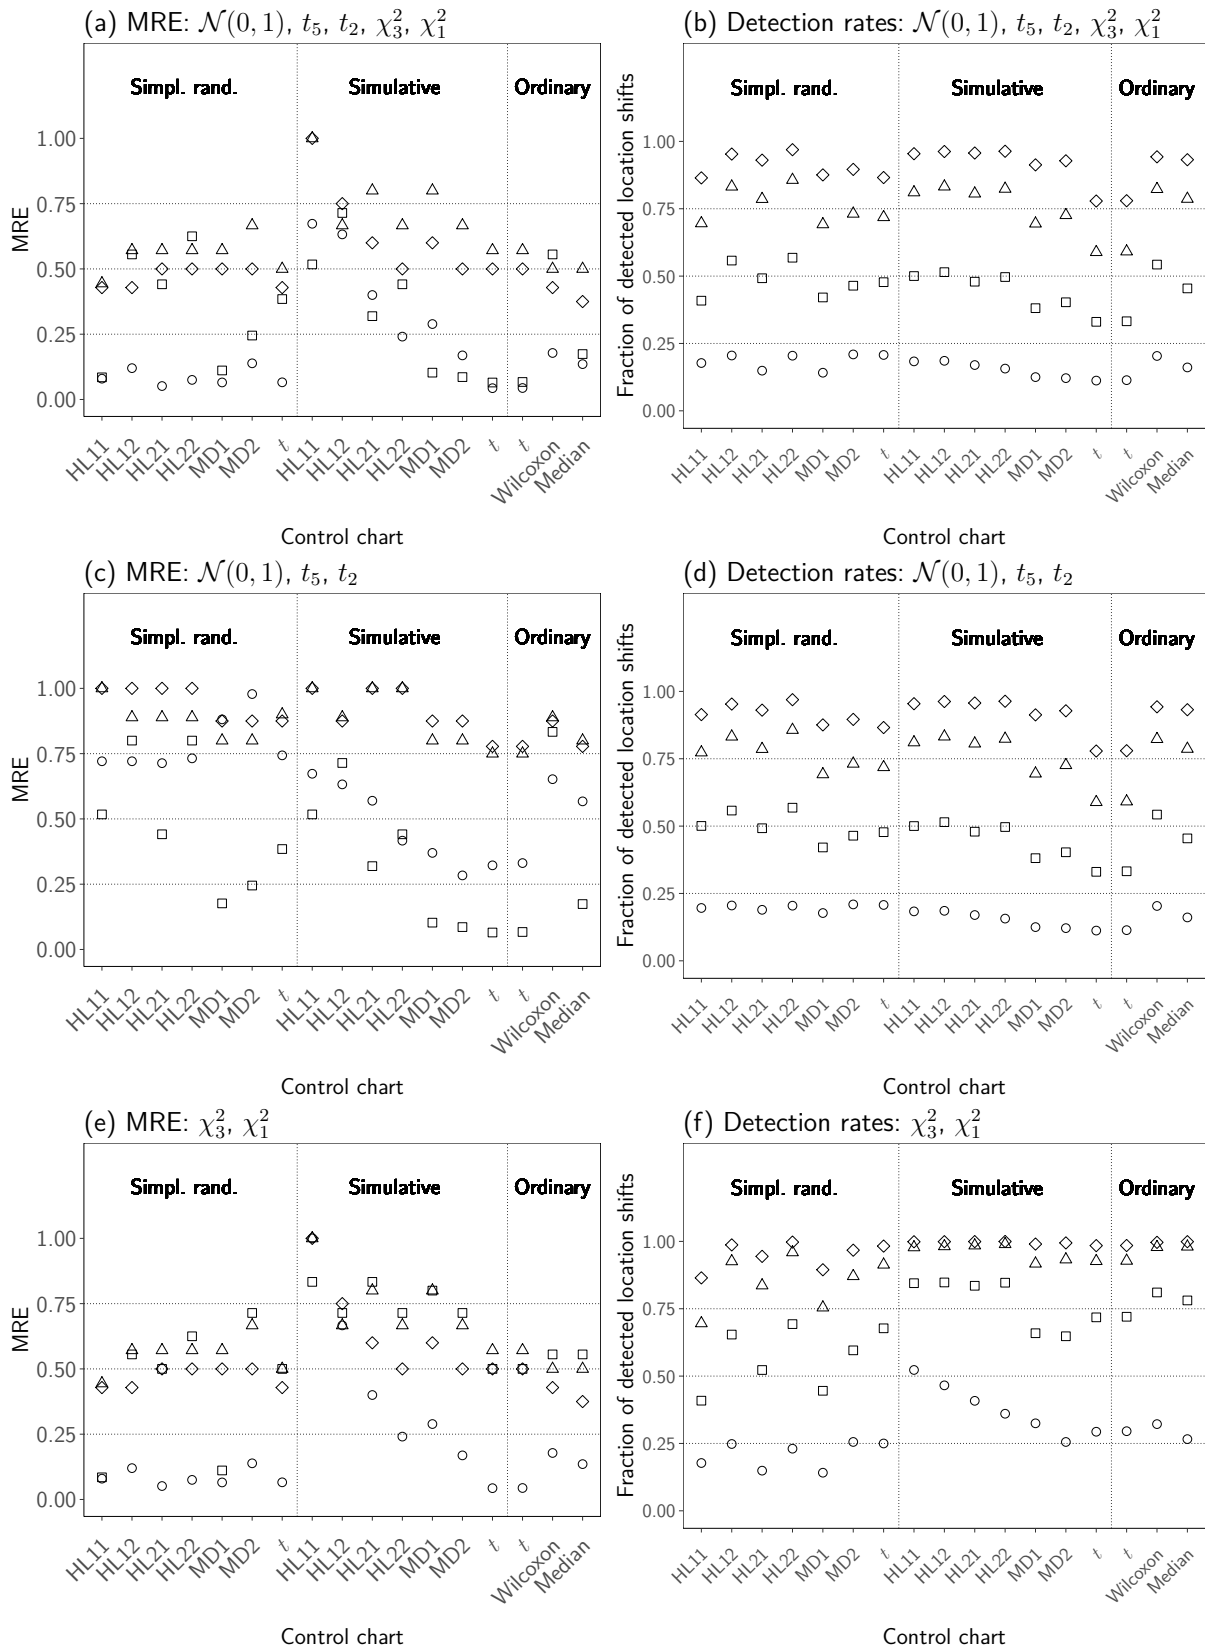 (a) MRE: 𝒩(0, 1), t₅, t₂, χ²₃, χ²₁
Simpl. rand. Simulative Ordinary
MRE
1.00
0.75
0.50
0.25
0.00
HL11 HL12 HL21 HL22 MD1 MD2 t HL11 HL12 HL21 HL22 MD1 MD2 t t Wilcoxon Median
Control chart
(b) Detection rates: 𝒩(0, 1), t₅, t₂, χ²₃, χ²₁
Simpl. rand. Simulative Ordinary
Fraction of detected location shifts
1.00
0.75
0.50
0.25
0.00
HL11 HL12 HL21 HL22 MD1 MD2 t HL11 HL12 HL21 HL22 MD1 MD2 t t Wilcoxon Median
Control chart
(c) MRE: 𝒩(0, 1), t₅, t₂
Simpl. rand. Simulative Ordinary
MRE
1.00
0.75
0.50
0.25
0.00
HL11 HL12 HL21 HL22 MD1 MD2 t HL11 HL12 HL21 HL22 MD1 MD2 t t Wilcoxon Median
Control chart
(d) Detection rates: 𝒩(0, 1), t₅, t₂
Simpl. rand. Simulative Ordinary
Fraction of detected location shifts
1.00
0.75
0.50
0.25
0.00
HL11 HL12 HL21 HL22 MD1 MD2 t HL11 HL12 HL21 HL22 MD1 MD2 t t Wilcoxon Median
Control chart
(e) MRE: χ²₃, χ²₁
Simpl. rand. Simulative Ordinary
MRE
1.00
0.75
0.50
0.25
0.00
HL11 HL12 HL21 HL22 MD1 MD2 t HL11 HL12 HL21 HL22 MD1 MD2 t t Wilcoxon Median
Control chart
(f) Detection rates: χ²₃, χ²₁
Simpl. rand. Simulative Ordinary
Fraction of detected location shifts
1.00
0.75
0.50
0.25
0.00
HL11 HL12 HL21 HL22 MD1 MD2 t HL11 HL12 HL21 HL22 MD1 MD2 t t Wilcoxon Median
Control chart